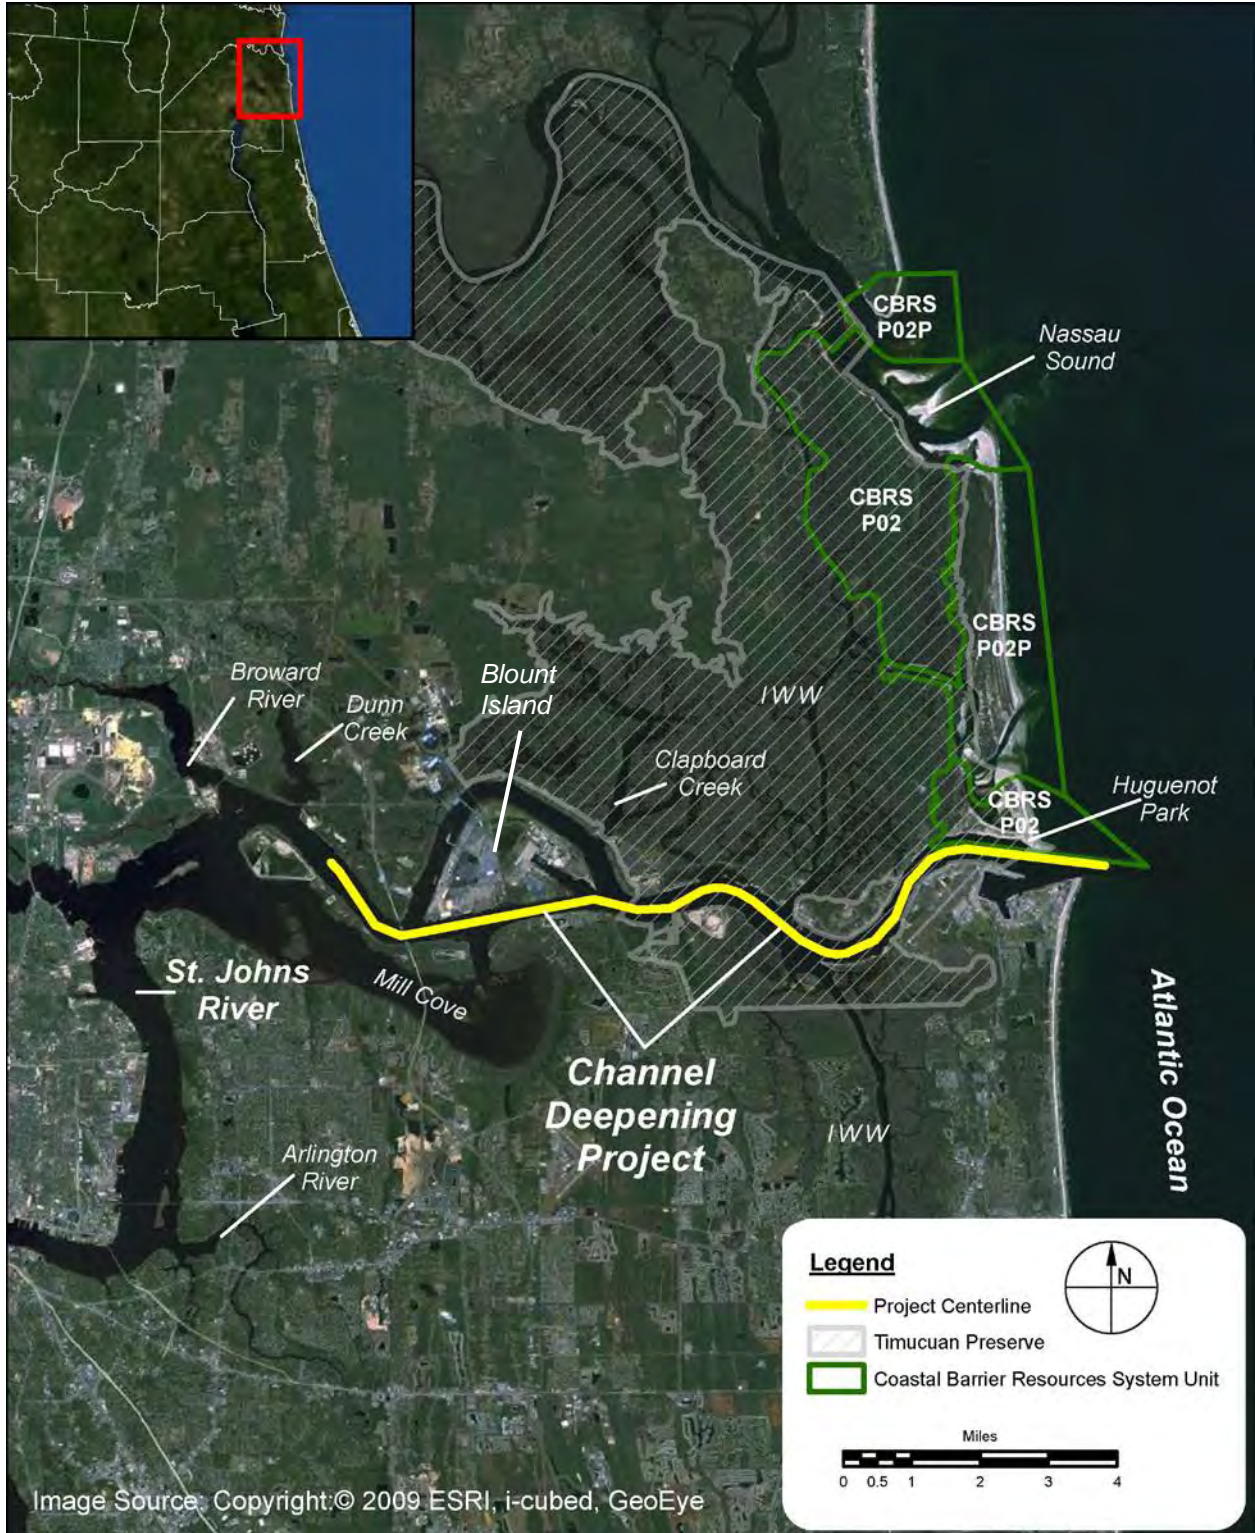 CBRS
P02P
Nassau
Sound
CBRS
P02
CBRS
P02P
Broward
River
Blount
Island
Dunn
Creek
IWW
Clapboard
Creek
Huguenot
Park
CBRS
P02
St. Johns
River
Mill Cove
Atlantic Ocean
Channel
Deepening
Project
IWW
Arlington
River
Legend
N
Project Centerline
Timucuan Preserve
Coastal Barrier Resources System Unit
Miles
0 0.5 1 2 3 4
Image Source: Copyright:© 2009 ESRI, i-cubed, GeoEye